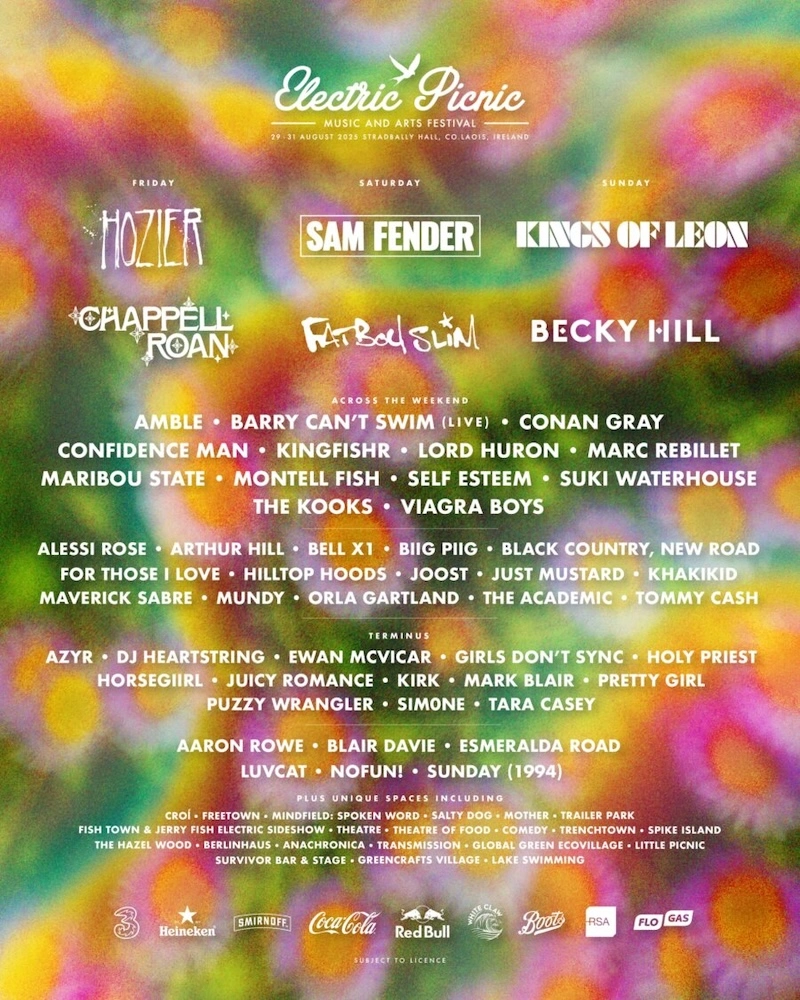 Electric Picnic
MUSIC AND ARTS FESTIVAL
29-31 AUGUST 2025 STRADBALLY HALL, CO.LAOIS, IRELAND
FRIDAY
SATURDAY
SUNDAY
HOZIER
SAM FENDER
KINGS OF LEON
CHAPPELL ROAN
FATBOY SLIM
BECKY HILL
ACROSS THE WEEKEND
AMBLE • BARRY CAN'T SWIM (LIVE) • CONAN GRAY
CONFIDENCE MAN • KINGFISHR • LORD HURON • MARC REBILLET
MARIBOU STATE • MONTELL FISH • SELF ESTEEM • SUKI WATERHOUSE
THE KOOKS • VIAGRA BOYS
ALESSI ROSE • ARTHUR HILL • BELL X1 • BIIG PIIG • BLACK COUNTRY, NEW ROAD
FOR THOSE I LOVE • HILLTOP HOODS • JOOST • JUST MUSTARD • KHAKIKID
MAVERICK SABRE • MUNDY • ORLA GARTLAND • THE ACADEMIC • TOMMY CASH
TERMINUS
AZYR • DJ HEARTSTRING • EWAN MCVICAR • GIRLS DON'T SYNC • HOLY PRIEST
HORSEGIIRL • JUICY ROMANCE • KIRK • MARK BLAIR • PRETTY GIRL
PUZZY WRANGLER • SIM0NE • TARA CASEY
AARON ROWE • BLAIR DAVIE • ESMERALDA ROAD
LUVCAT • NOFUN! • SUNDAY (1994)
PLUS UNIQUE SPACES INCLUDING
CROÍ • FREETOWN • MINDFIELD: SPOKEN WORD • SALTY DOG • MOTHER • TRAILER PARK
FISH TOWN & JERRY FISH ELECTRIC SIDESHOW • THEATRE • THEATRE OF FOOD • COMEDY • TRENCHTOWN • SPIKE ISLAND
THE HAZEL WOOD • BERLINHAUS • ANACHRONICA • TRANSMISSION • GLOBAL GREEN ECOVILLAGE • LITTLE PICNIC
SURVIVOR BAR & STAGE • GREENCRAFTS VILLAGE • LAKE SWIMMING
3
Heineken
SMIRNOFF
Coca-Cola
Red Bull
WHITE CLAW
Boots
RSA
FLO GAS
SUBJECT TO LICENCE